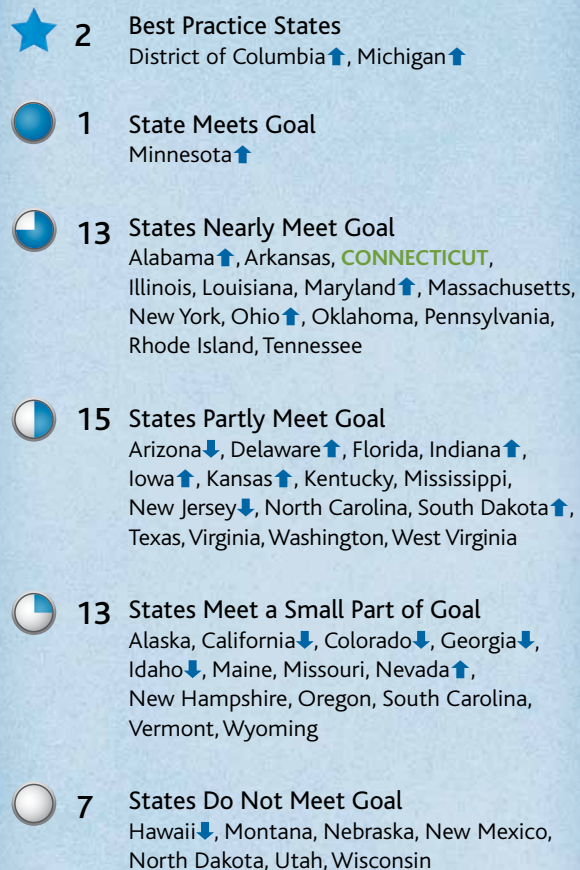 2 Best Practice States
District of Columbia⬆, Michigan⬆
1 State Meets Goal
Minnesota⬆
13 States Nearly Meet Goal
Alabama⬆, Arkansas, CONNECTICUT,
Illinois, Louisiana, Maryland⬆, Massachusetts,
New York, Ohio⬆, Oklahoma, Pennsylvania,
Rhode Island, Tennessee
15 States Partly Meet Goal
Arizona⬇, Delaware⬆, Florida, Indiana⬆,
Iowa⬆, Kansas⬆, Kentucky, Mississippi,
New Jersey⬇, North Carolina, South Dakota⬆,
Texas, Virginia, Washington, West Virginia
13 States Meet a Small Part of Goal
Alaska, California⬇, Colorado⬇, Georgia⬇,
Idaho⬇, Maine, Missouri, Nevada⬆,
New Hampshire, Oregon, South Carolina,
Vermont, Wyoming
7 States Do Not Meet Goal
Hawaii⬇, Montana, Nebraska, New Mexico,
North Dakota, Utah, Wisconsin